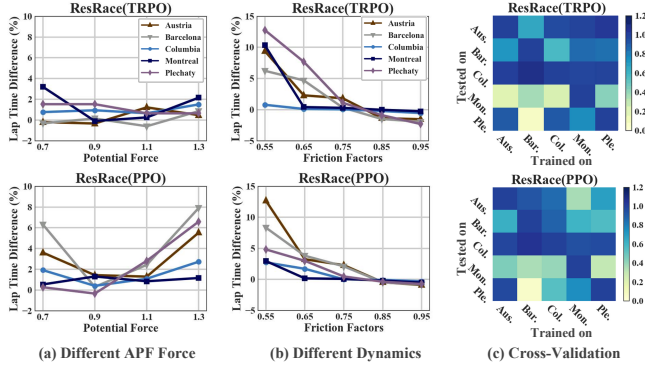 ResRace(TRPO)
Lap Time Difference (%)
10
8
6
4
2
0
−2
Austria
Barcelona
Columbia
Montreal
Plechaty
0.7 0.9 1.1 1.3
Potential Force
ResRace(TRPO)
Lap Time Difference (%)
15
10
5
0
−5
Austria
Barcelona
Columbia
Montreal
Plechaty
0.55 0.65 0.75 0.85 0.95
Friction Factors
ResRace(TRPO)
Tested on
Aus.
Bar.
Col.
Mon.
Ple.
Aus. Bar. Col. Mon. Ple.
Trained on
1.2
1.0
0.8
0.6
0.4
0.2
0.0
ResRace(PPO)
Lap Time Difference (%)
10
8
6
4
2
0
−2
0.7 0.9 1.1 1.3
Potential Force
ResRace(PPO)
Lap Time Difference (%)
15
10
5
0
−5
0.55 0.65 0.75 0.85 0.95
Friction Factors
ResRace(PPO)
Tested on
Aus.
Bar.
Col.
Mon.
Ple.
Aus. Bar. Col. Mon. Ple.
Trained on
1.2
1.0
0.8
0.6
0.4
0.2
0.0
(a) Different APF Force
(b) Different Dynamics
(c) Cross-Validation